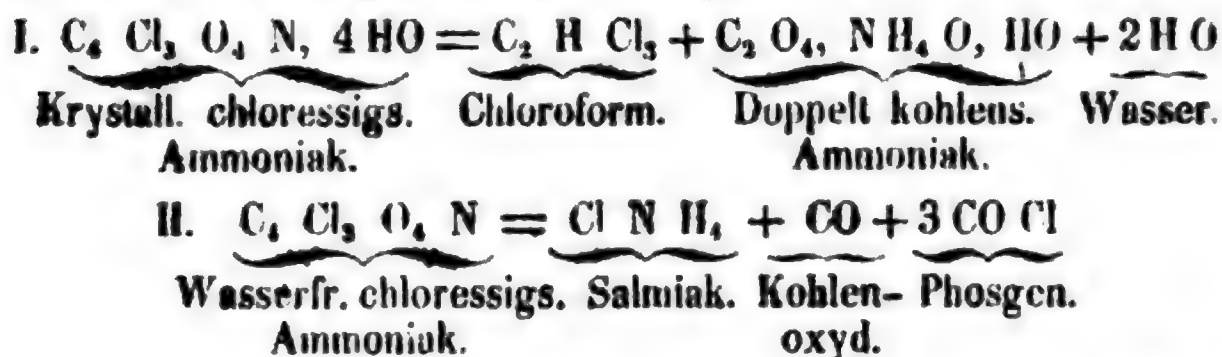 I. C₄ Cl₃ O₄ N, 4 HO = C₂ H Cl₃ + C₂ O₄, N H₄ O, HO + 2 H O
Krystall. chloressigs. Chloroform. Doppelt kohlens. Wasser.
Ammoniak. Ammoniak.
II. C₄ Cl₃ O₄ N = Cl N H₄ + CO + 3 CO Cl
Wasserfr. chloressigs. Salmiak. Kohlen- Phosgen.
Ammoniak. oxyd.